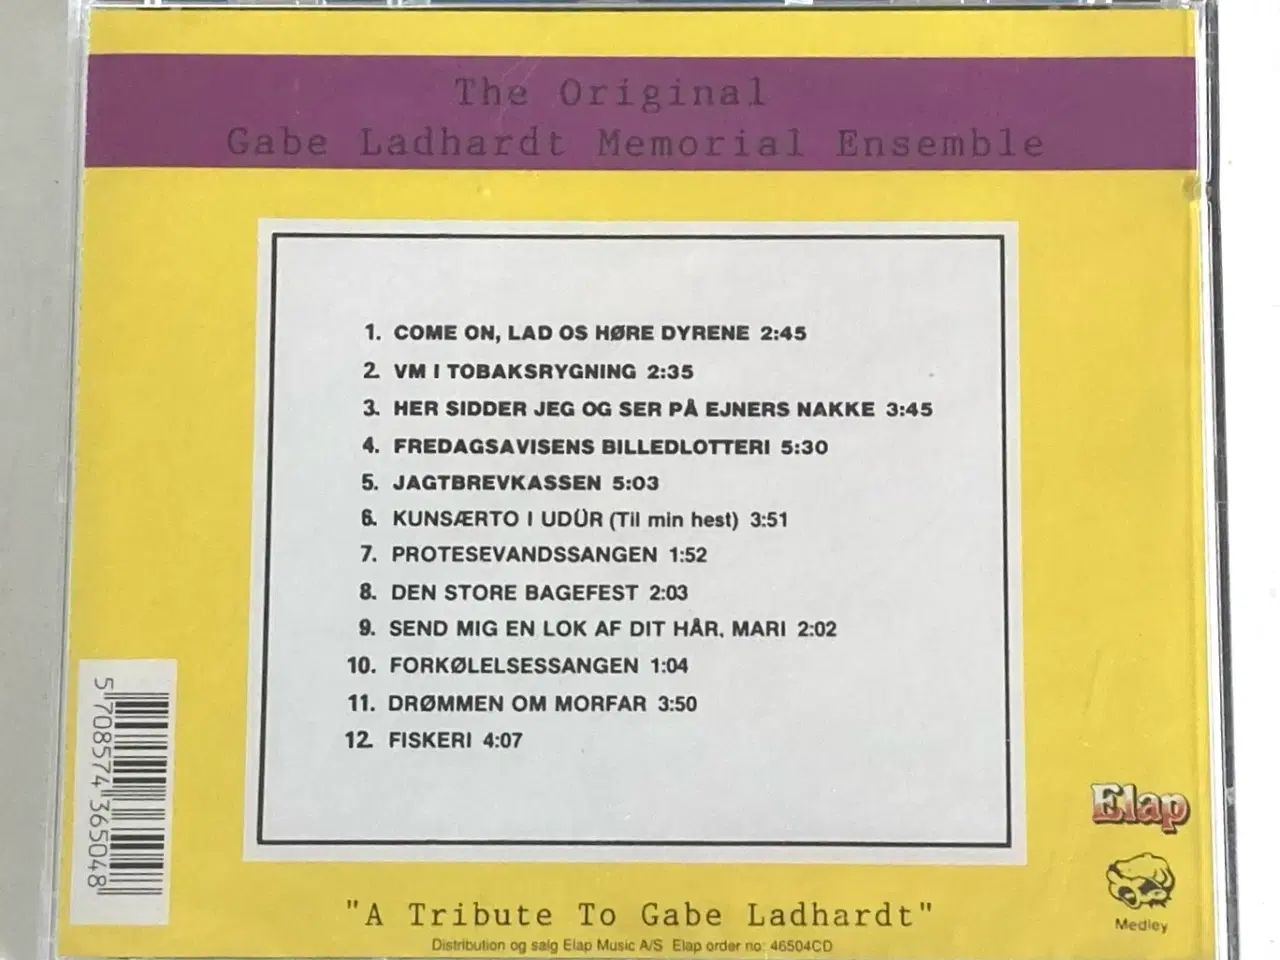 The Original
Gabe Ladhardt Memorial Ensemble
1. COME ON, LAD OS HØRE DYRENE 2:45
2. VM I TOBAKSRYGNING 2:35
3. HER SIDDER JEG OG SER PÅ EJNERS NAKKE 3:45
4. FREDAGSAVISENS BILLEDLOTTERI 5:30
5. JAGTBREVKASSEN 5:03
6. KUNSÆRTO I UDÜR (Til min hest) 3:51
7. PROTESEVANDSSANGEN 1:52
8. DEN STORE BAGEFEST 2:03
9. SEND MIG EN LOK AF DIT HÅR, MARI 2:02
10. FORKØLELSESSANGEN 1:04
11. DRØMMEN OM MORFAR 3:50
12. FISKERI 4:07
5 708574 365048
Elap
Medley
"A Tribute To Gabe Ladhardt"
Distribution og salg Elap Music A/S Elap order no: 46504CD